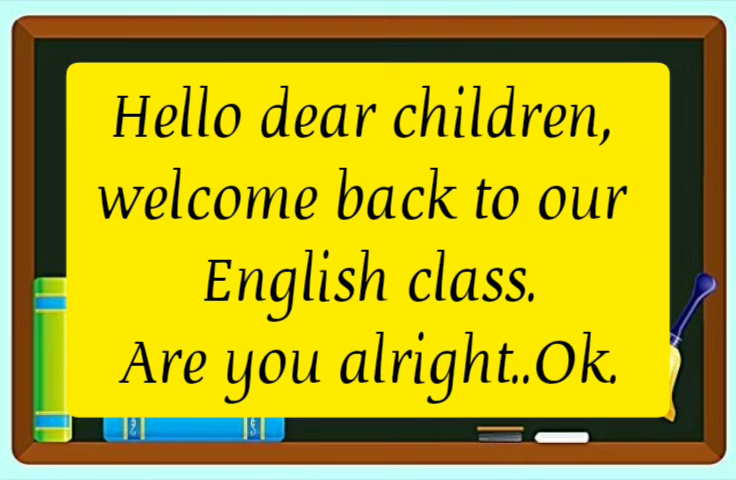 Hello dear children,
welcome back to our
English class.
Are you alright..Ok.